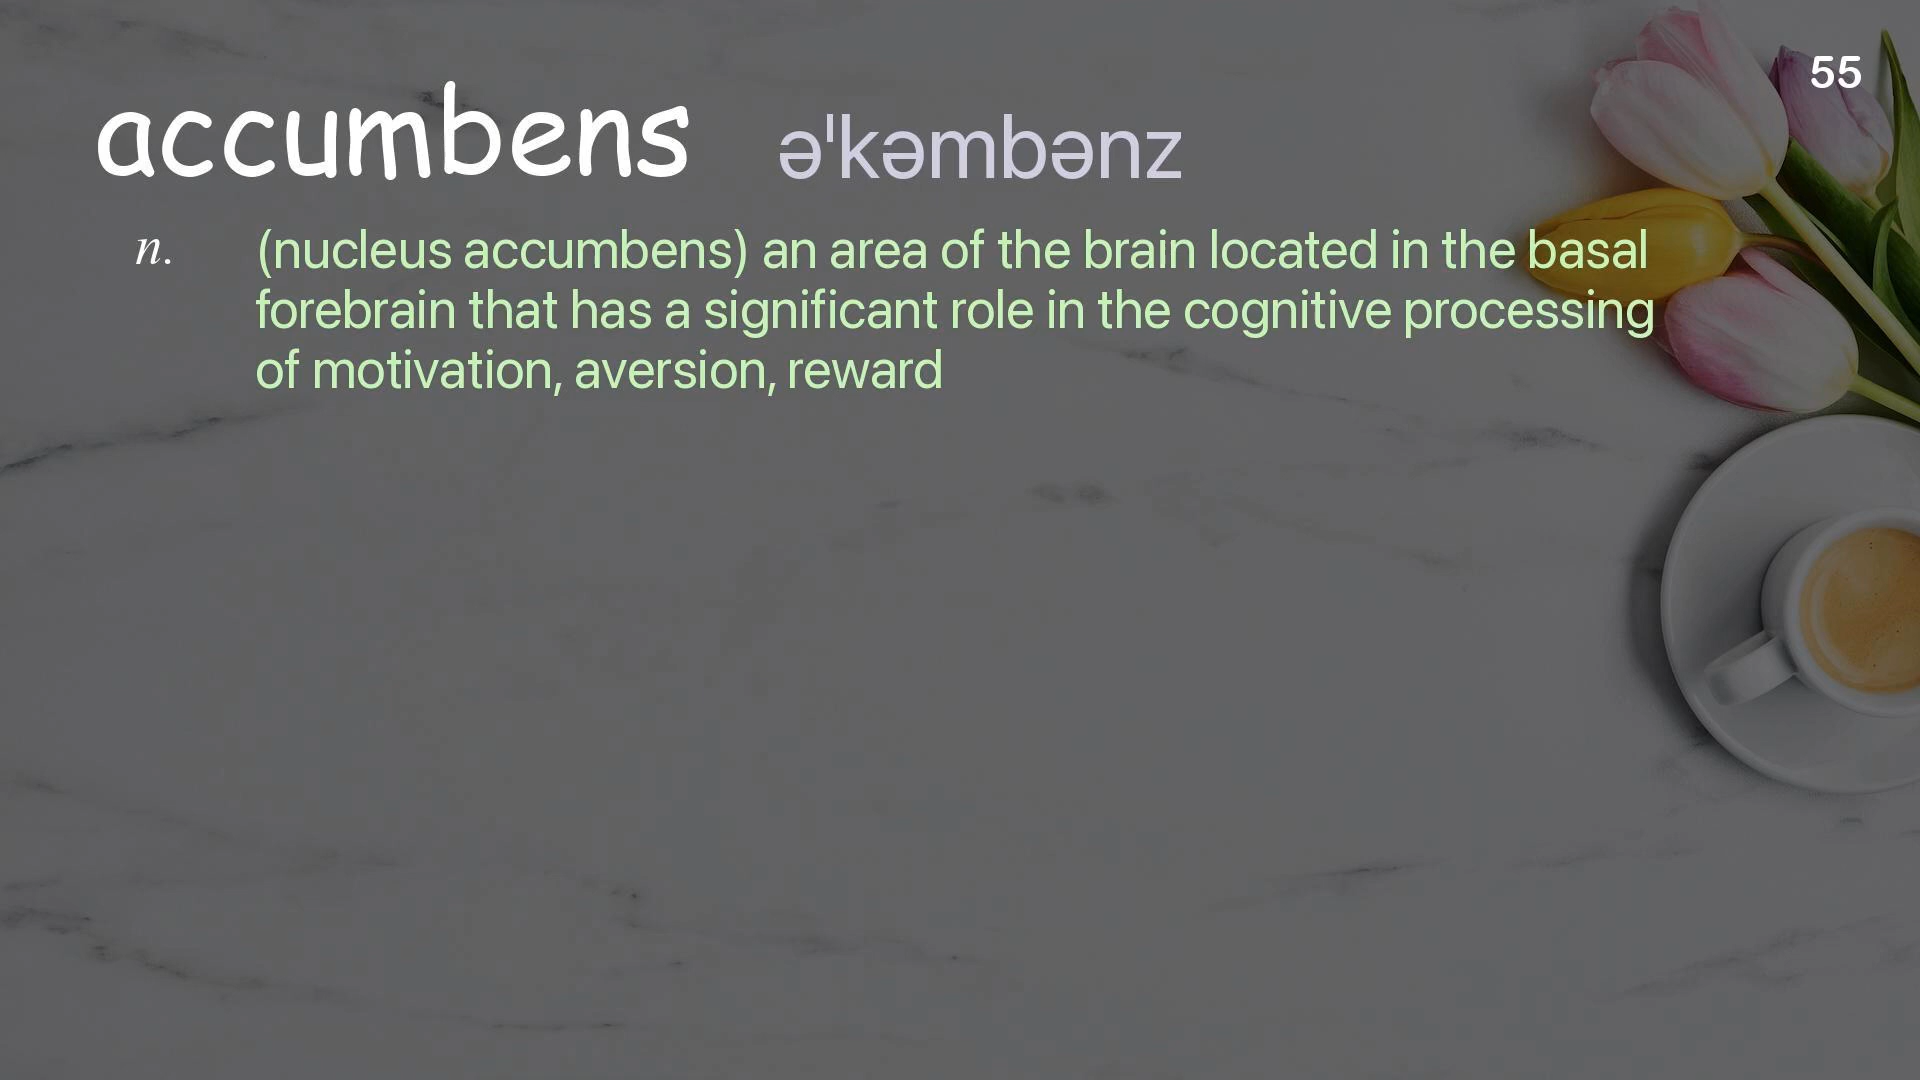 55
accumbens əˈkəmbənz
n. (nucleus accumbens) an area of the brain located in the basal
forebrain that has a significant role in the cognitive processing
of motivation, aversion, reward